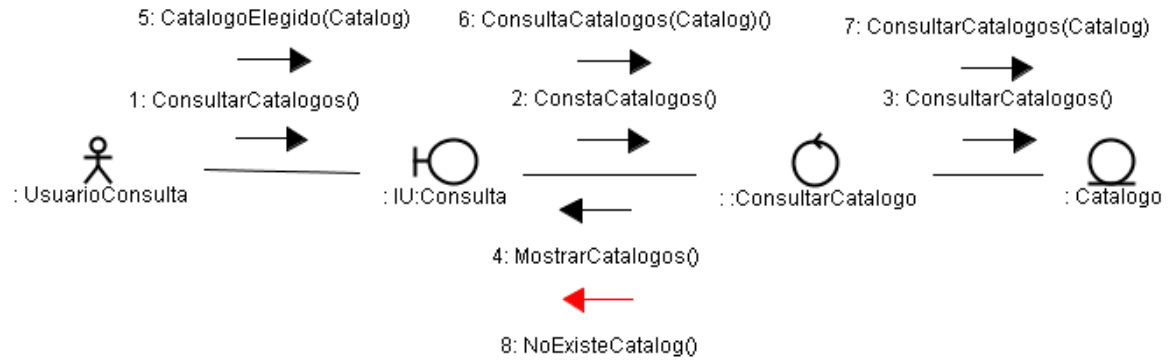 5: CatalogoElegido(Catalog)
6: ConsultaCatalogos(Catalog)()
7: ConsultarCatalogos(Catalog)
1: ConsultarCatalogos()
2: ConstaCatalogos()
3: ConsultarCatalogos()
: UsuarioConsulta
: IU:Consulta
: :ConsultarCatalogo
: Catalogo
4: MostrarCatalogos()
8: NoExisteCatalog()